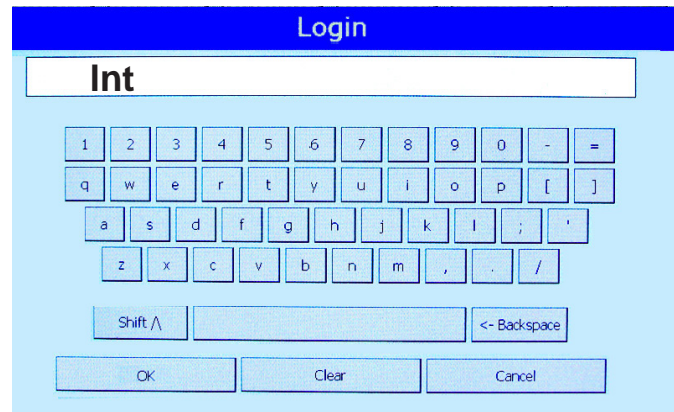 Login
Int
1 2 3 4 5 6 7 8 9 0 - =
q w e r t y u i o p [ ]
a s d f g h j k l ; '
z x c v b n m , . /
Shift /\ <- Backspace
OK Clear Cancel